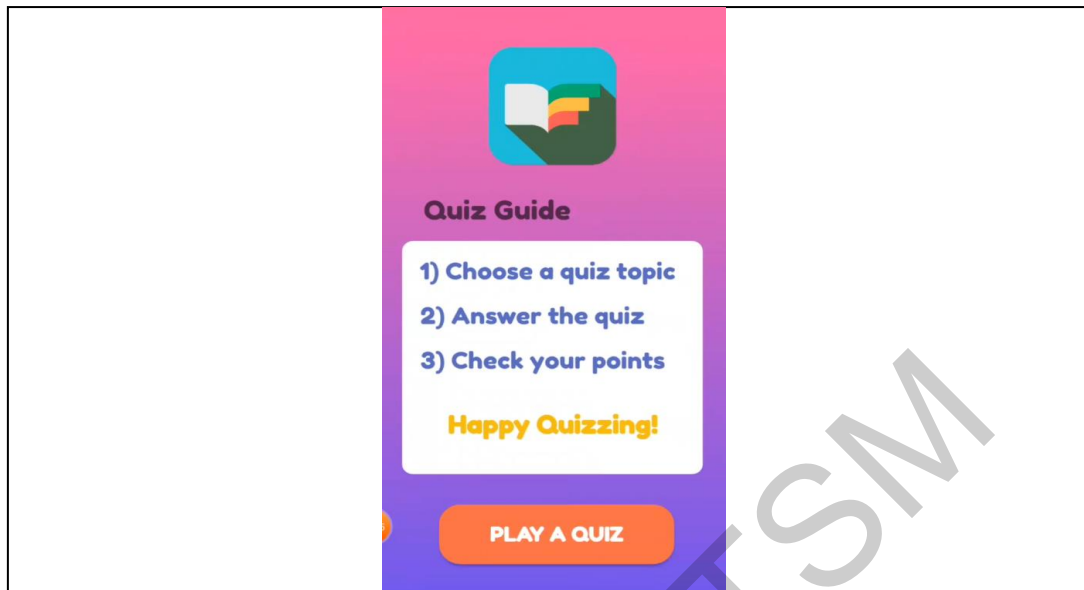 Quiz Guide
1) Choose a quiz topic
2) Answer the quiz
3) Check your points
Happy Quizzing!
PLAY A QUIZ
TSM